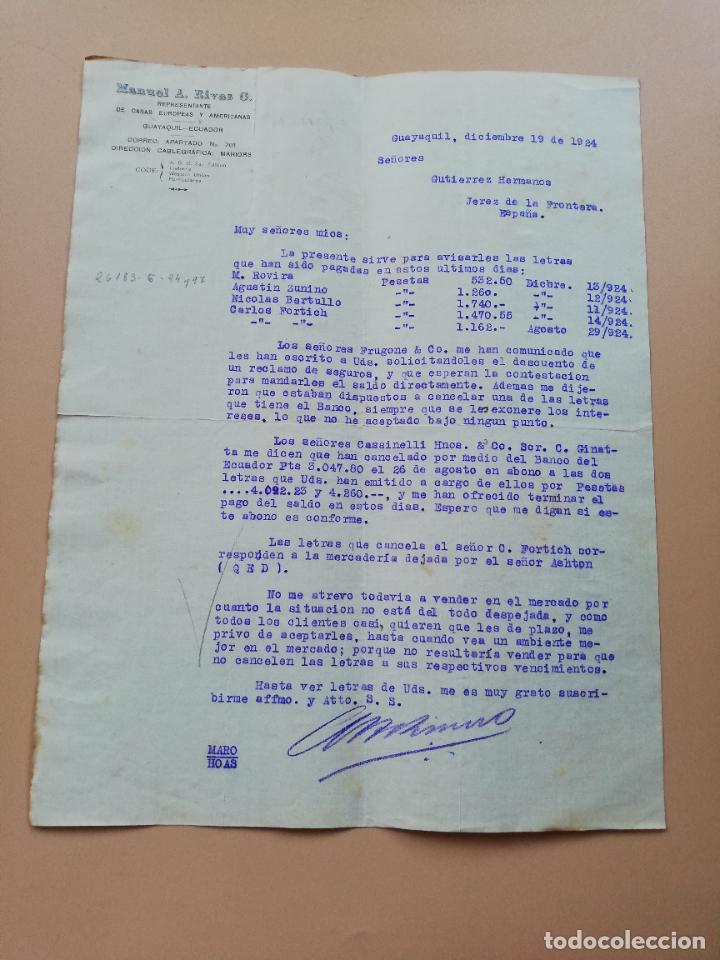 Manuel A. Rivas C.
REPRESENTANTE
DE CASAS EUROPEAS Y AMERICANAS
GUAYAQUIL-ECUADOR
CORREO: APARTADO No 701
DIRECCION CABLEGRÁFICA: MARIORS
CODE:
A. B. C. 5a. Edición
Lieber's
Western Union
Guayaquil, diciembre 19 de 1924
Señores
Gutierrez Hermanos
Jerez de la Frontera.
España.
Muy señores mios:
La presente sirve para avisarles las letras
que han sido pagadas en estos ultimos dias:
M. Rovira Pesetas 532.50 Dicbre. 13/924.
Agustin Zunino -"- 1.260. -"- 12/924.
Nicolas Bertullo -"- 1.740.- -"- 11/924.
Carlos Fortich -"- 1.470.55 -"- 14/924.
-"- -"- -"- 1.162.- Agosto 29/924.
Los señores Frugone & Co. me han comunicado que
les han escrito a Uds. solicitandoles el descuento de
un reclamo de seguros, y que esperan la contestacion
para mandarles el saldo directamente. Ademas me dije-
ron que estaban dispuestos a cancelar una de las letras
que tiene el Banco, siempre que se le exonere los inte-
reses, lo que no he aceptado bajo ningun punto.
Los señores Cassinelli Hnos. & Co. Scr. C. Ginat-
tta me dicen que han cancelado por medio del Banco del
Ecuador Pts 3.047.80 el 26 de agosto en abono a las dos
letras que Uds. han emitido a cargo de ellos por Pesetas
....4.092.23 y 4.260.--, y me han ofrecido terminar el
pago del saldo en estos dias. Espero que me digan si es-
te abono es conforme.
Las letras que cancela el señor C. Fortich cor-
responden a la mercadería dejada por el señor Ashton
( Q E D ).
No me atrevo todavia a vender en el mercado por
cuanto la situacion no está del todo despejada, y como
todos los clientes casi, quieren que les de plazo, me
privo de aceptarles, hasta cuando vea un ambiente me-
jor en el mercado; porque no resultaría vender para que
no cancelen las letras a sus respectivos vencimientos.
Hasta ver letras de Uds. me es muy grato suscri-
birme affmo. y Atto. S. S.
MARO
HOAS
todocoleccion